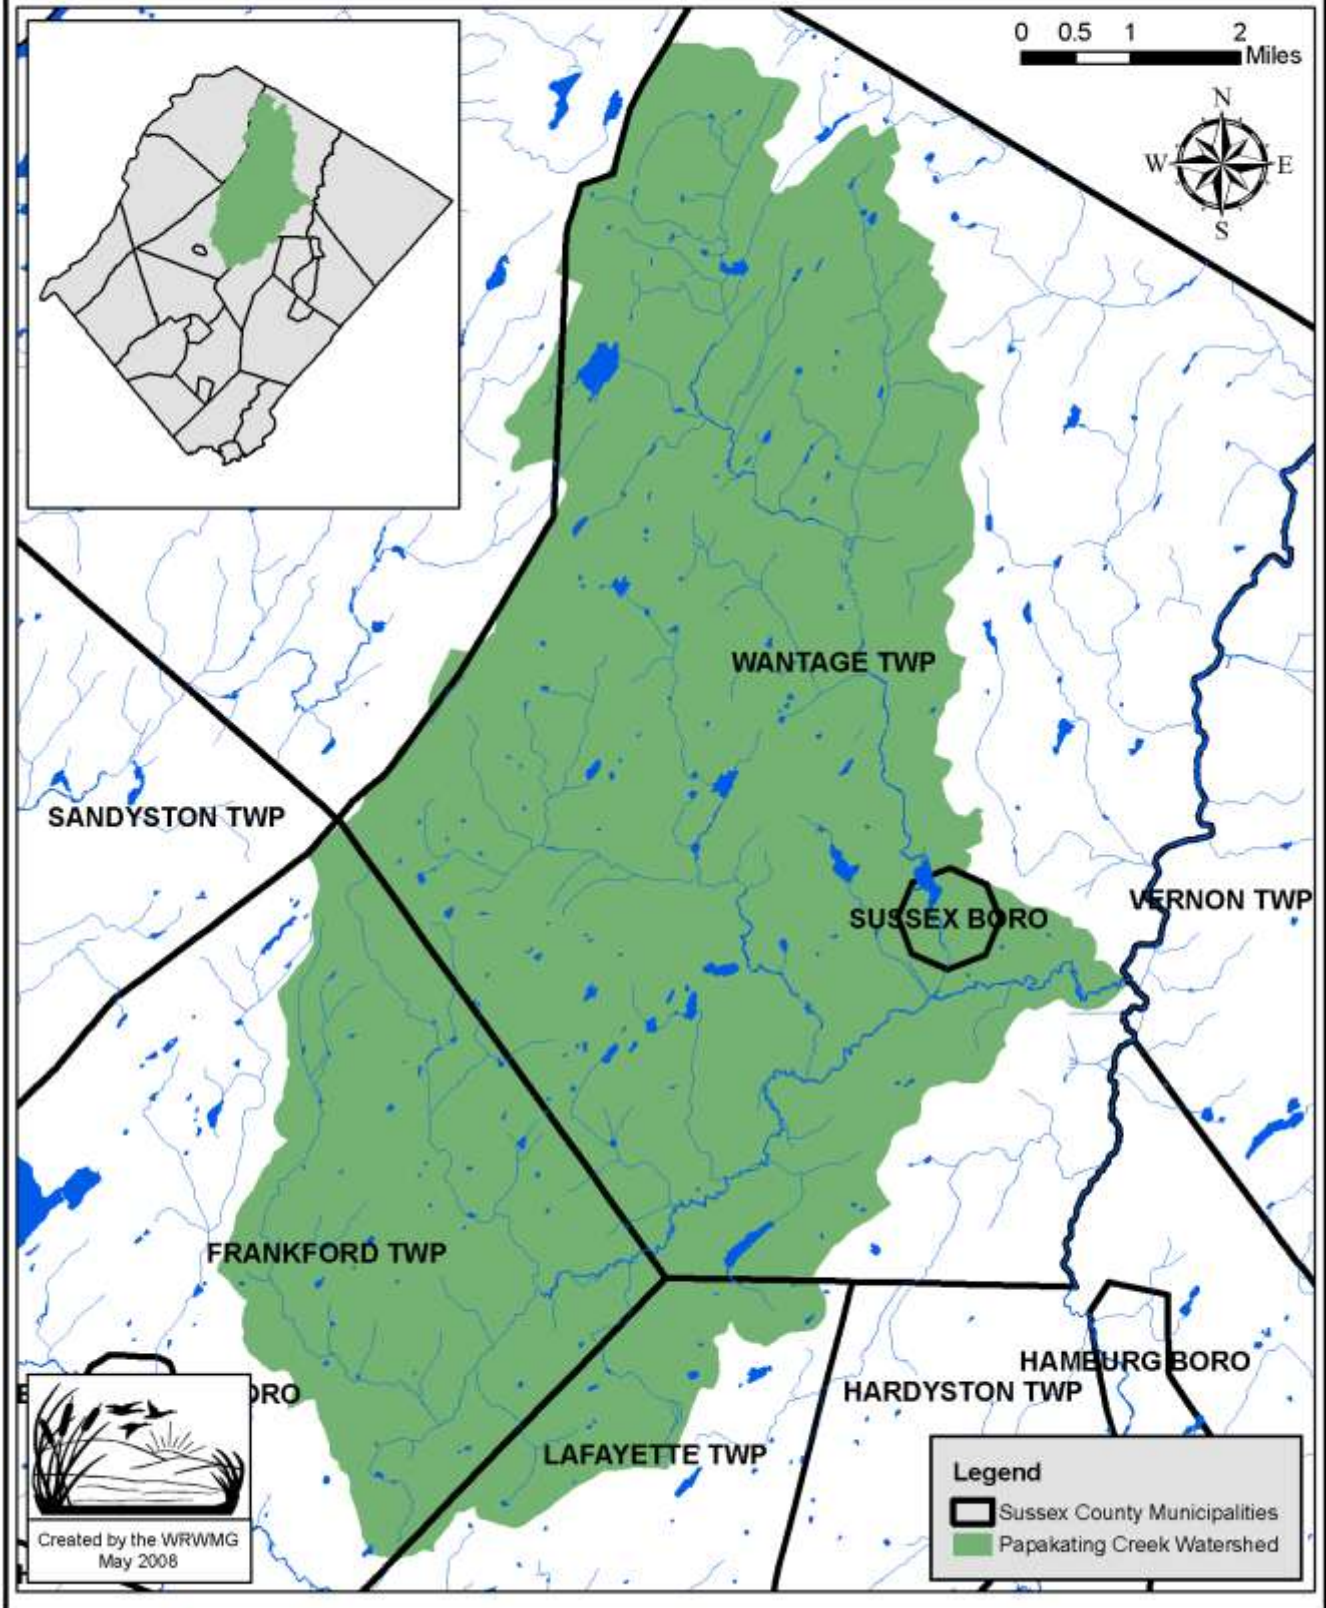 0 0.5 1 2
Miles
N
W E
S
WANTAGE TWP
SANDYSTON TWP
VERNON TWP
SUSSEX BORO
FRANKFORD TWP
HAMBURG BORO
HARDYSTON TWP
ORO
LAFAYETTE TWP
Legend
Sussex County Municipalities
Papakating Creek Watershed
Created by the WRWMG
May 2008